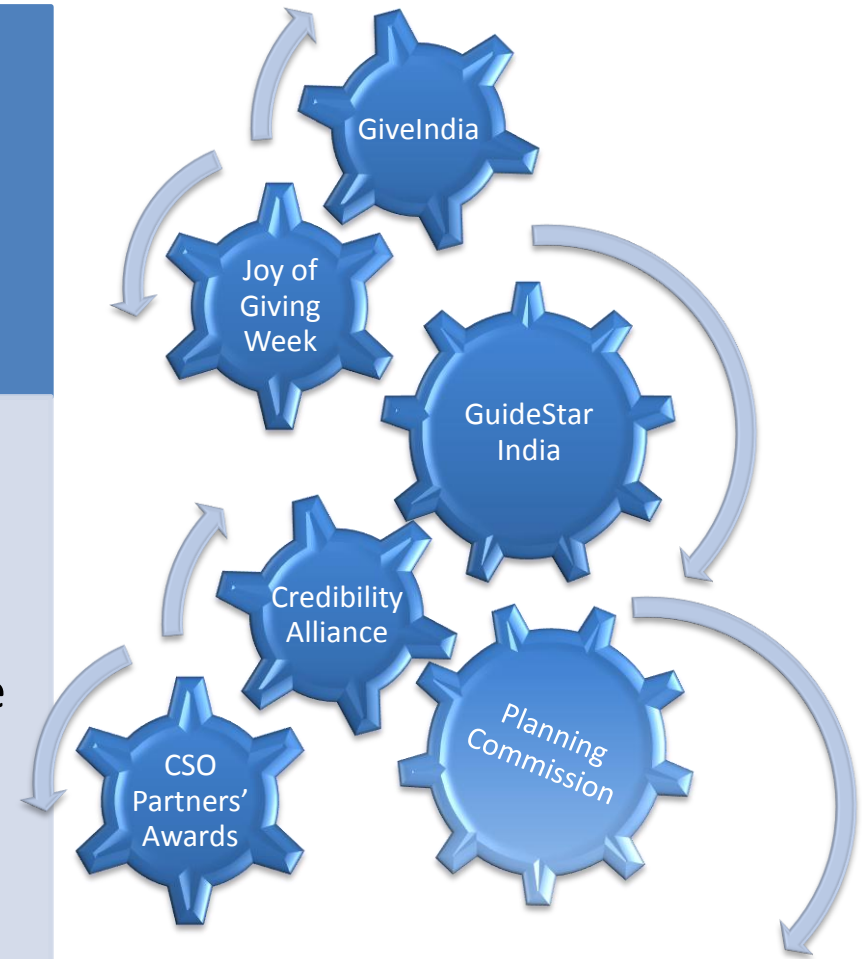 GiveIndia
Joy of
Giving
Week
GuideStar
India
Credibility
Alliance
Planning
Commission
CSO
Partners’
Awards